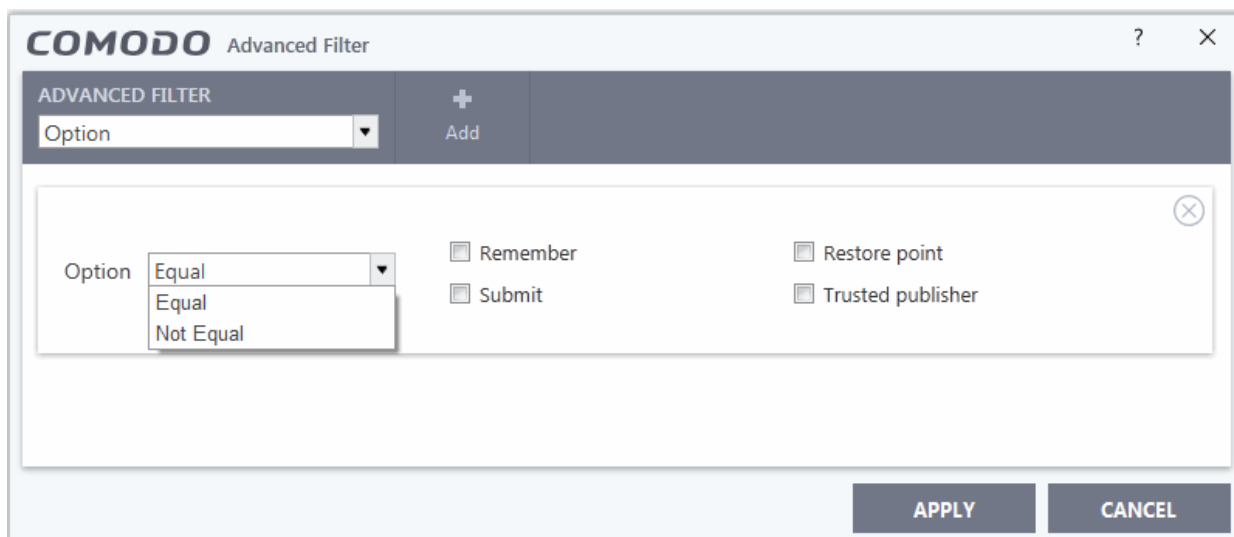 COMODO Advanced Filter ?
ADVANCED FILTER
Option
Add
Option Equal
Equal
Not Equal
Remember
Restore point
Submit
Trusted publisher
APPLY
CANCEL